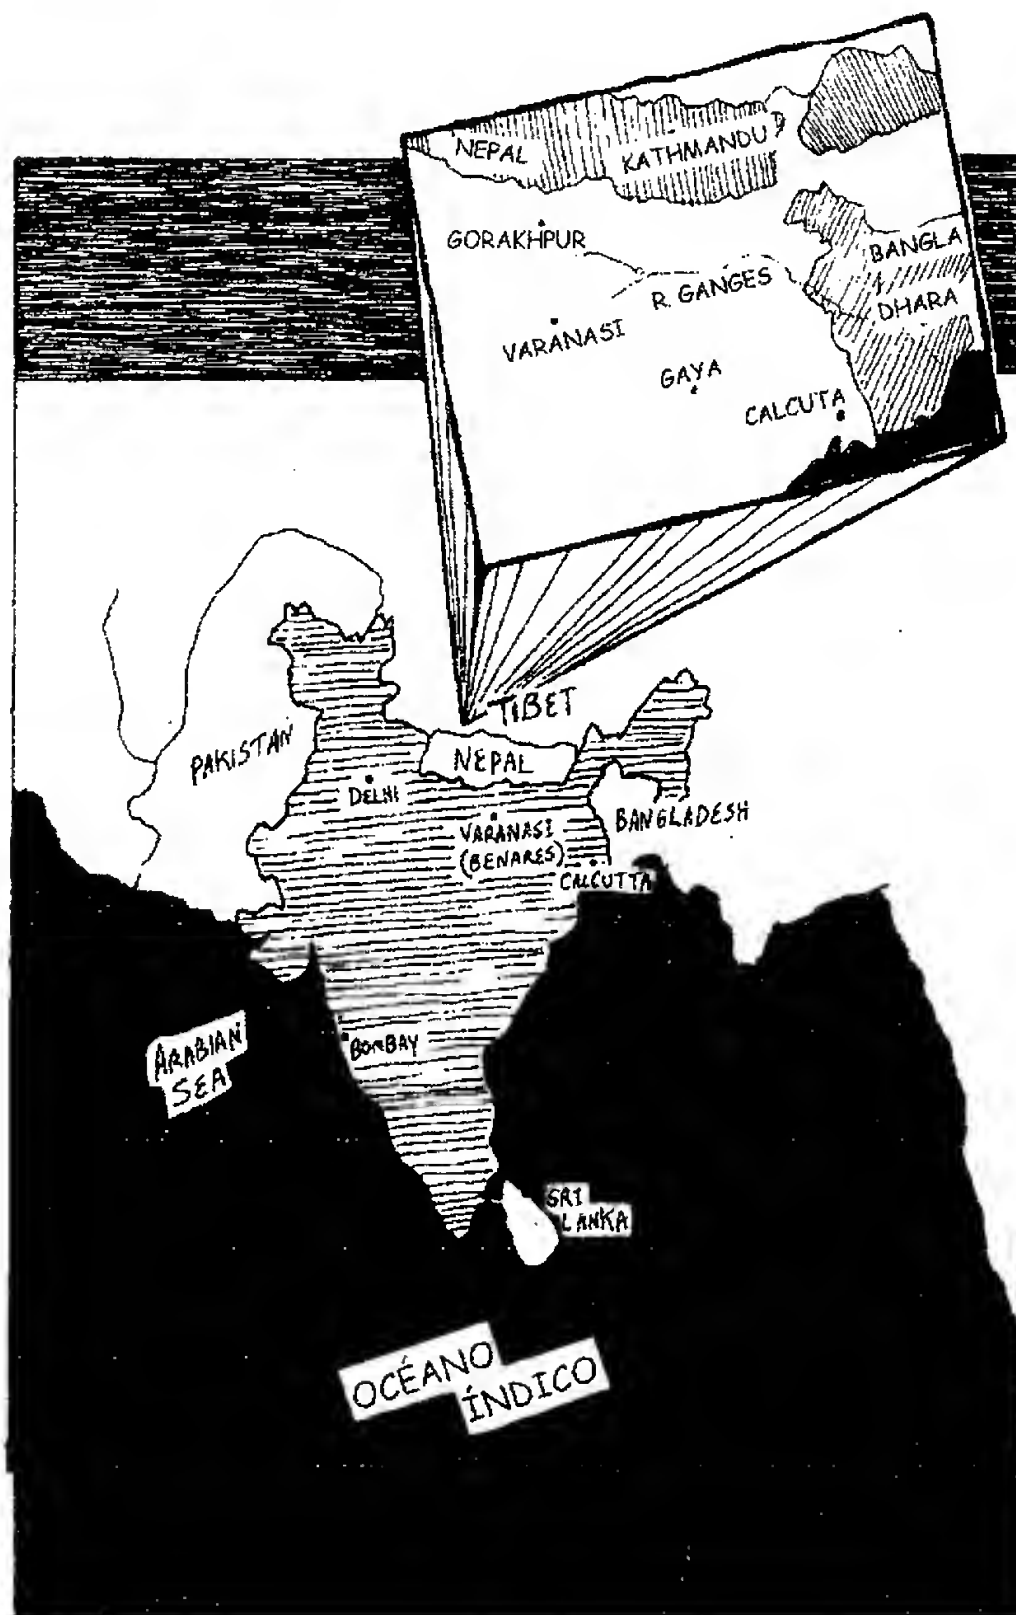 NEPAL
KATHMANDU
GORAKHPUR
BANGLA
R. GANGES
DHARA
VARANASI
GAYA
CALCUTA
TIBET
PAKISTAN
NEPAL
DELHI
BANGLADESH
VARANASI
(BENARES)
CALCUTTA
ARABIAN
SEA
BOMBAY
SRI
LANKA
OCÉANO
ÍNDICO